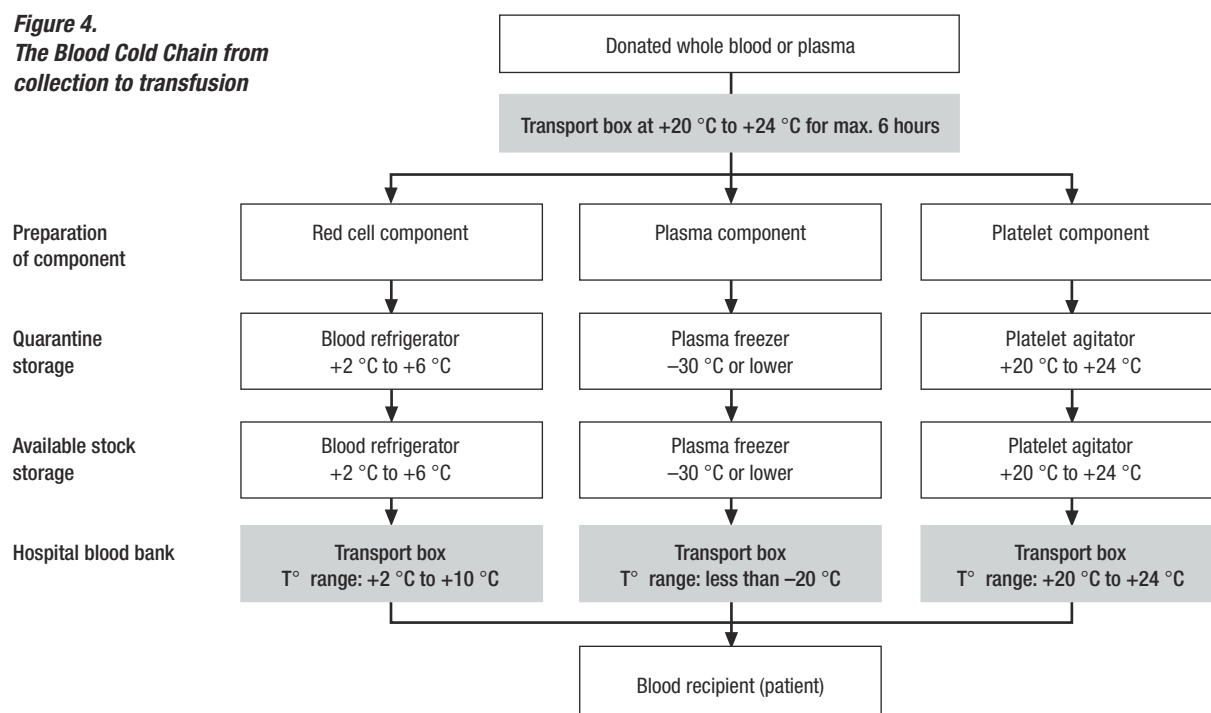 Figure 4.
The Blood Cold Chain from
collection to transfusion
Donated whole blood or plasma
Transport box at +20 °C to +24 °C for max. 6 hours
Preparation
of component
Red cell component
Plasma component
Platelet component
Quarantine
storage
Blood refrigerator
+2 °C to +6 °C
Plasma freezer
–30 °C or lower
Platelet agitator
+20 °C to +24 °C
Available stock
storage
Blood refrigerator
+2 °C to +6 °C
Plasma freezer
–30 °C or lower
Platelet agitator
+20 °C to +24 °C
Hospital blood bank
Transport box
T° range: +2 °C to +10 °C
Transport box
T° range: less than –20 °C
Transport box
T° range: +20 °C to +24 °C
Blood recipient (patient)